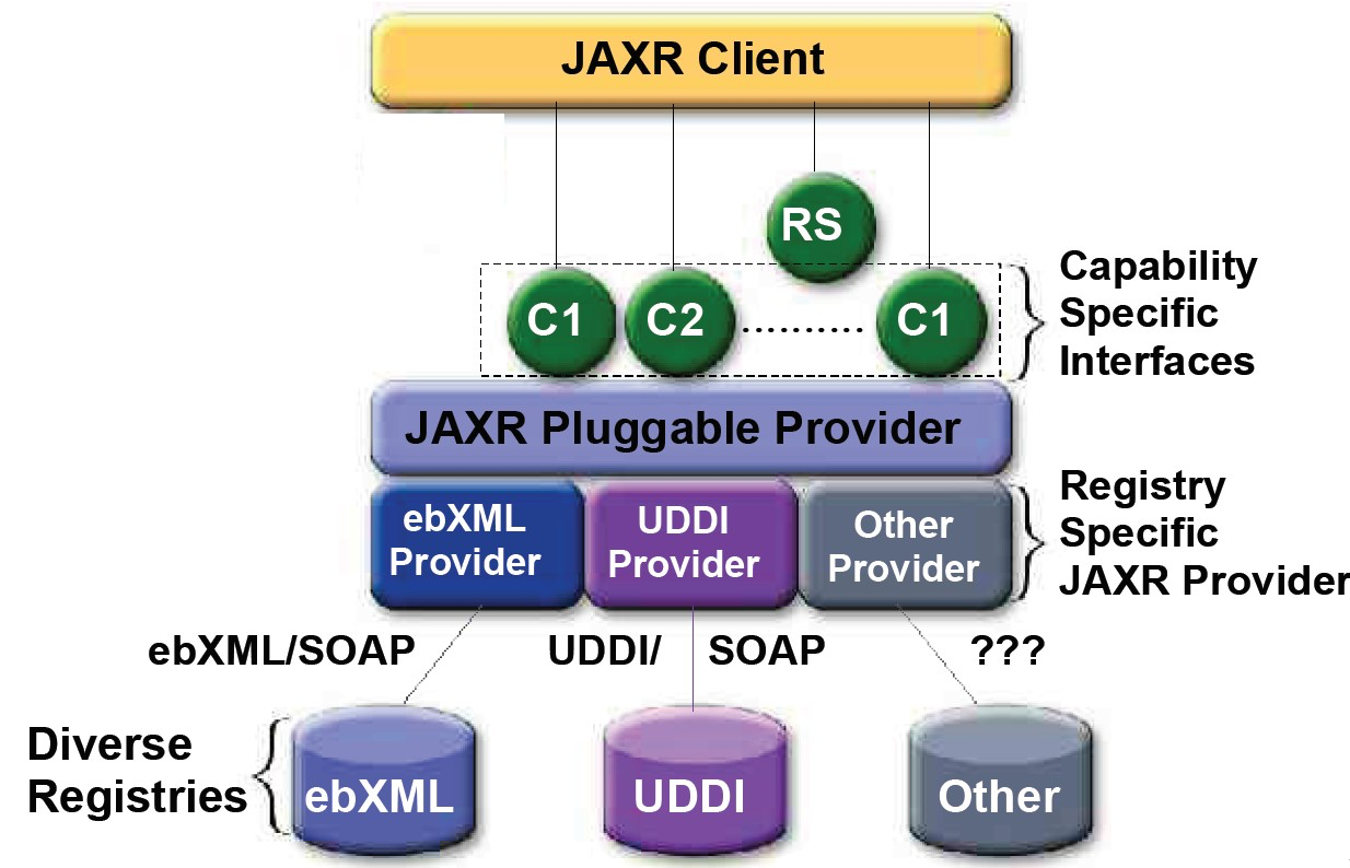 JAXR Client
RS
C1
C2
..........
C1
Capability
Specific
Interfaces
JAXR Pluggable Provider
ebXML
Provider
UDDI
Provider
Other
Provider
Registry
Specific
JAXR Provider
ebXML/SOAP
UDDI/ SOAP
???
Diverse
Registries
ebXML
UDDI
Other